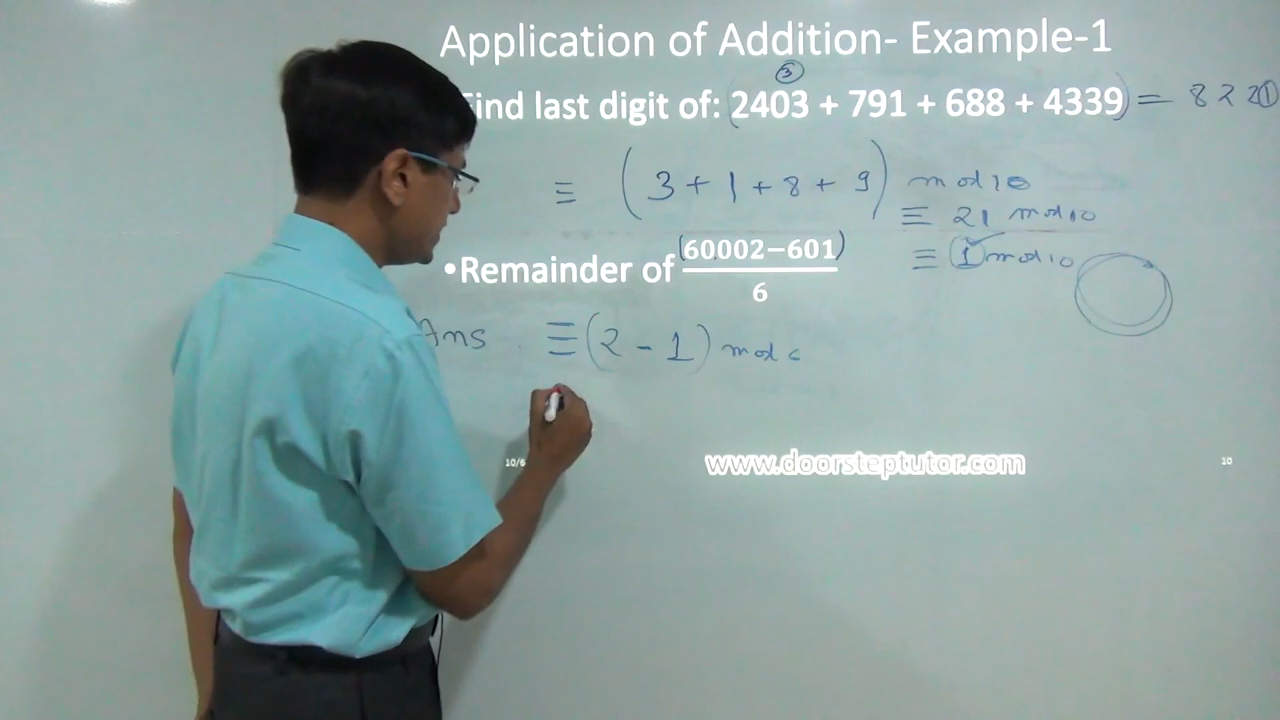 Application of Addition- Example-1
③
Find last digit of: (2403 + 791 + 688 + 4339) = 822①
≡ (3 + 1 + 8 + 9) mod 10
≡ 21 mod 10
≡ 1 mod 10
•Remainder of (60002−601)
6
Ans ≡ (2 - 1) mod 6
10/6
www.doorsteptutor.com
10